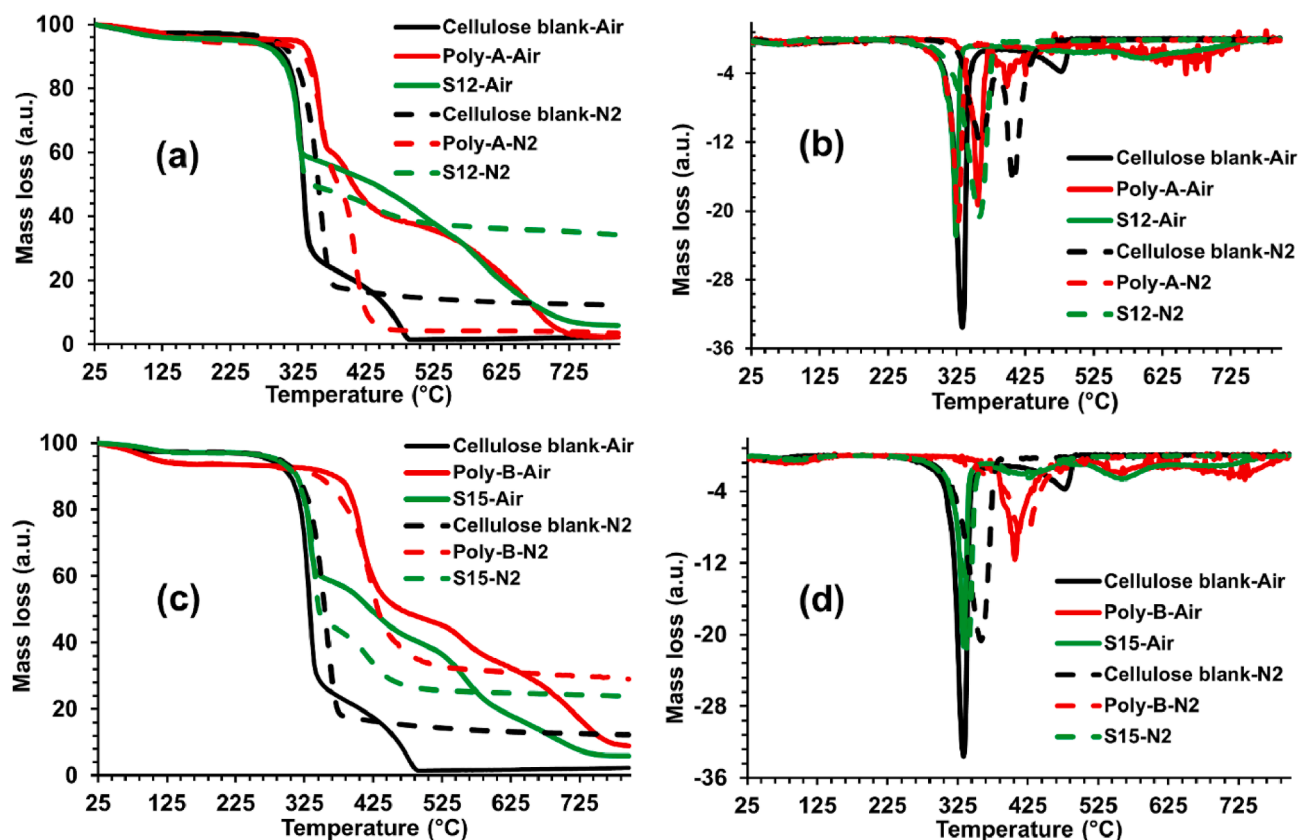 100
80
60
40
20
0
Mass loss (a.u.)
25 125 225 325 425 525 625 725
Temperature (°C)
(a)
Cellulose blank-Air
Poly-A-Air
S12-Air
Cellulose blank-N2
Poly-A-N2
S12-N2
-4
-12
-20
-28
-36
Mass loss (a.u.)
25 125 225 325 425 525 625 725
Temperature (°C)
(b)
Cellulose blank-Air
Poly-A-Air
S12-Air
Cellulose blank-N2
Poly-A-N2
S12-N2
100
80
60
40
20
0
Mass loss (a.u.)
25 125 225 325 425 525 625 725
Temperature (°C)
(c)
Cellulose blank-Air
Poly-B-Air
S15-Air
Cellulose blank-N2
Poly-B-N2
S15-N2
-4
-12
-20
-28
-36
Mass loss (a.u.)
25 125 225 325 425 525 625 725
Temperature (°C)
(d)
Cellulose blank-Air
Poly-B-Air
S15-Air
Cellulose blank-N2
Poly-B-N2
S15-N2